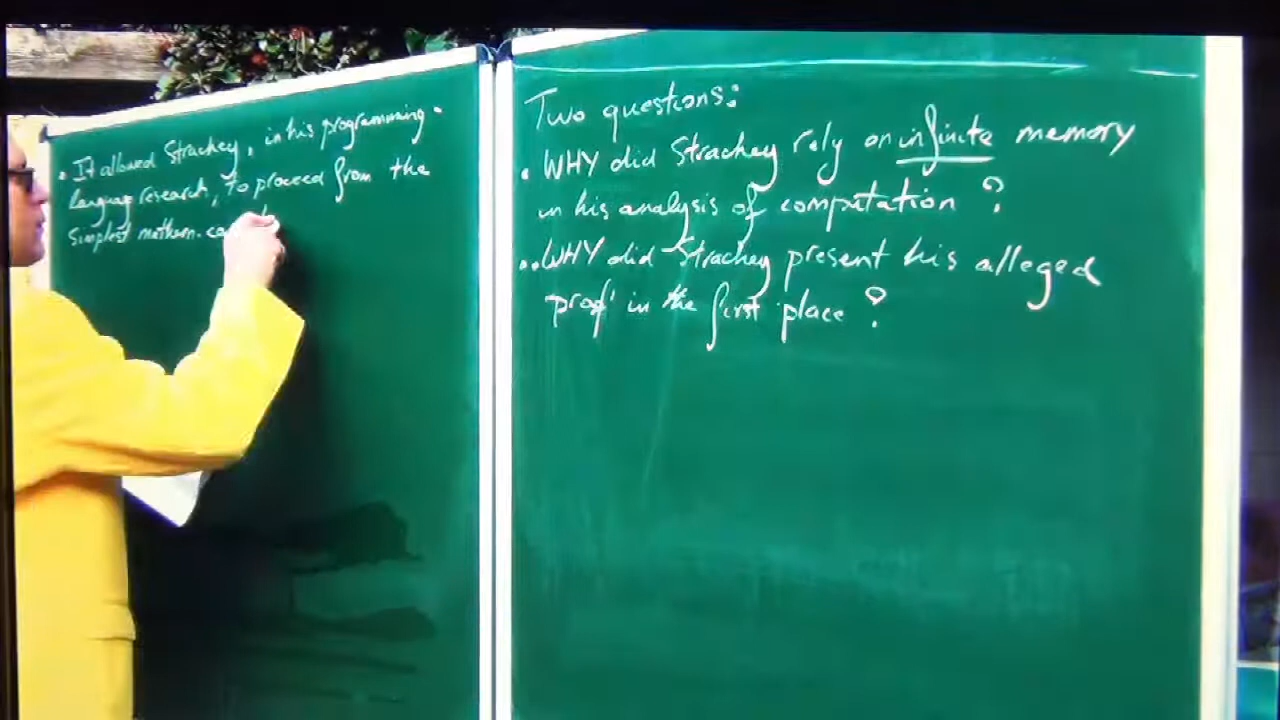 • It allowed Strachey, in his programming-
language research, to proceed from the
simplest mathem. ca
Two questions:
• WHY did Strachey rely on infinite memory
in his analysis of computation ?
•• WHY did Strachey present his alleged
'proof' in the first place ?